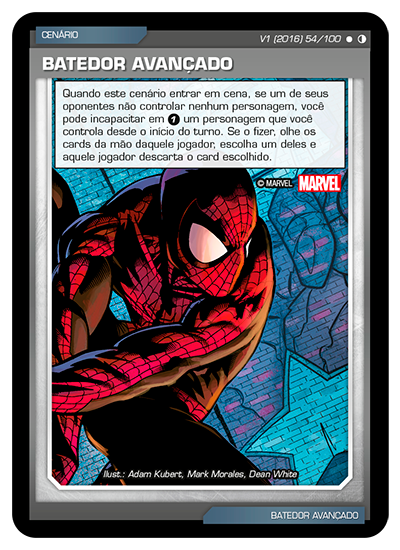 CENÁRIO
V1 (2016) 54/100
BATEDOR AVANÇADO
Quando este cenário entrar em cena, se um de seus
oponentes não controlar nenhum personagem, você
pode incapacitar em 1 um personagem que você
controla desde o início do turno. Se o fizer, olhe os
cards da mão daquele jogador, escolha um deles e
aquele jogador descarta o card escolhido.
© MARVEL MARVEL
Ilust.: Adam Kubert, Mark Morales, Dean White
BATEDOR AVANÇADO